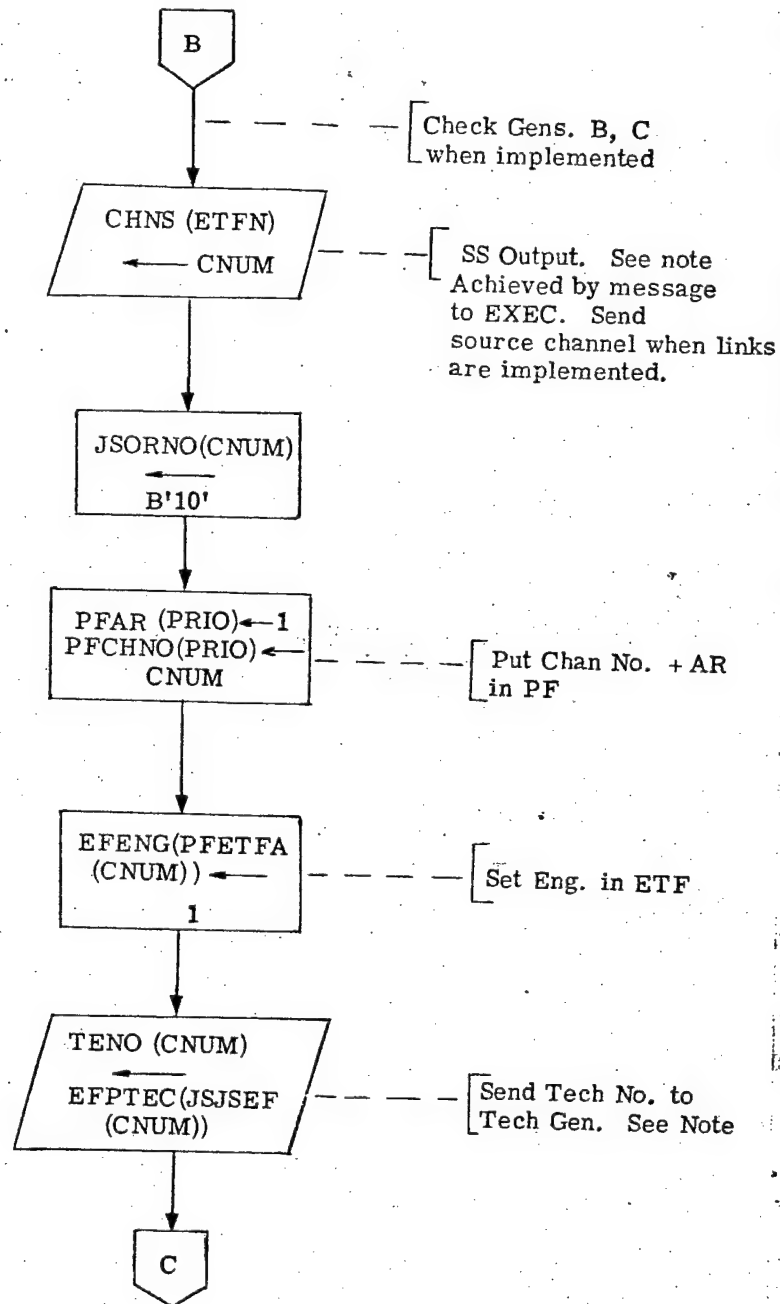 B
Check Gens. B, C
when implemented
CHNS (ETFN)
← CNUM
SS Output. See note
Achieved by message
to EXEC. Send
source channel when links
are implemented.
JSORNO(CNUM)
←
B'10'
PFAR (PRIO)←1
PFCHNO(PRIO)←
CNUM
Put Chan No. + AR
in PF
EFENG(PFETFA
(CNUM))←
1
Set Eng. in ETF
TENO (CNUM)
←
EFPTEC(JSJSEF
(CNUM))
Send Tech No. to
Tech Gen. See Note
C